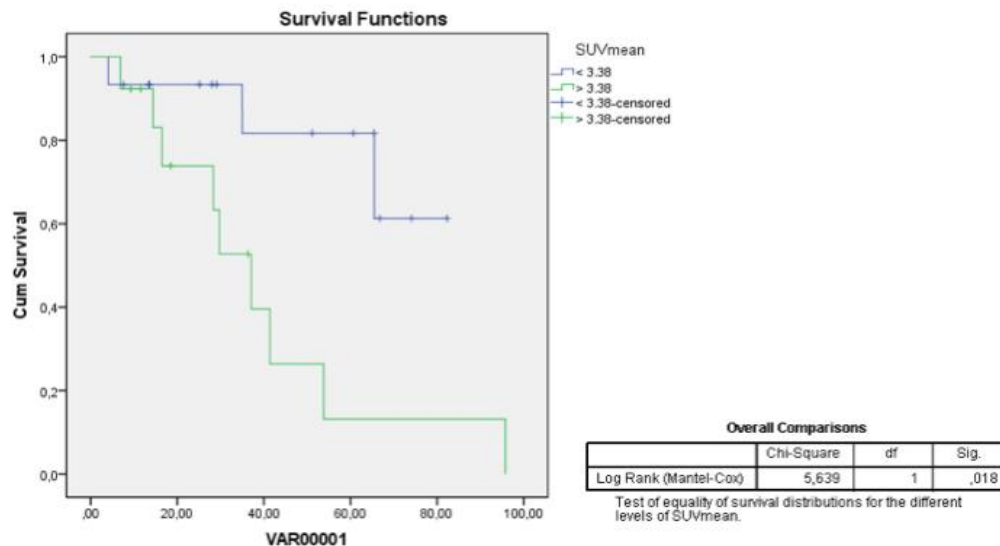 Survival Functions
SUVmean
< 3.38
> 3.38
< 3.38-censored
> 3.38-censored
1,0
0,8
0,6
0,4
0,2
0,0
Cum Survival
,00
20,00
40,00
60,00
80,00
100,00
VAR00001
Overall Comparisons
Chi-Square df Sig.
Log Rank (Mantel-Cox) 5,639 1 ,018
Test of equality of survival distributions for the different
levels of SUVmean.